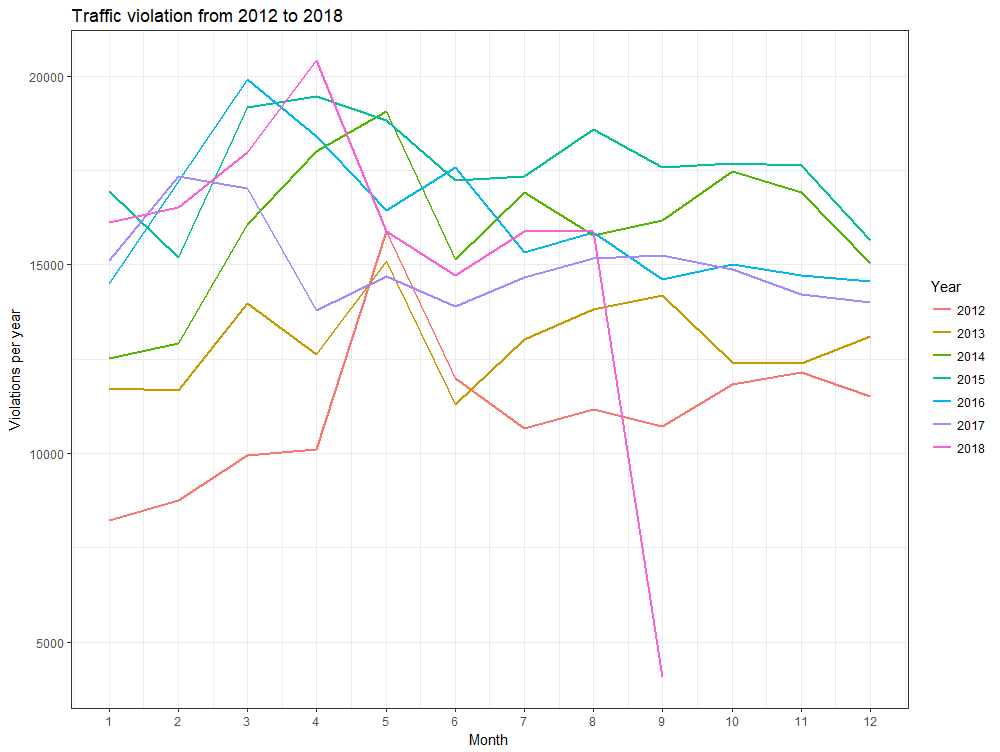 Traffic violation from 2012 to 2018
Violations per year
20000
15000
10000
5000
1 2 3 4 5 6 7 8 9 10 11 12
Month
Year
2012
2013
2014
2015
2016
2017
2018